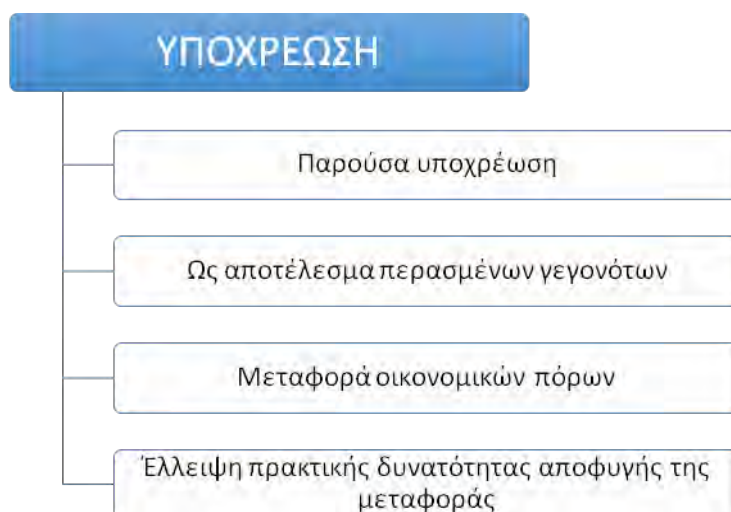 ΥΠΟΧΡΕΩΣΗ
Παρούσα υποχρέωση
Ως αποτέλεσμα περασμένων γεγονότων
Μεταφορά οικονομικών πόρων
Έλλειψη πρακτικής δυνατότητας αποφυγής της
μεταφοράς